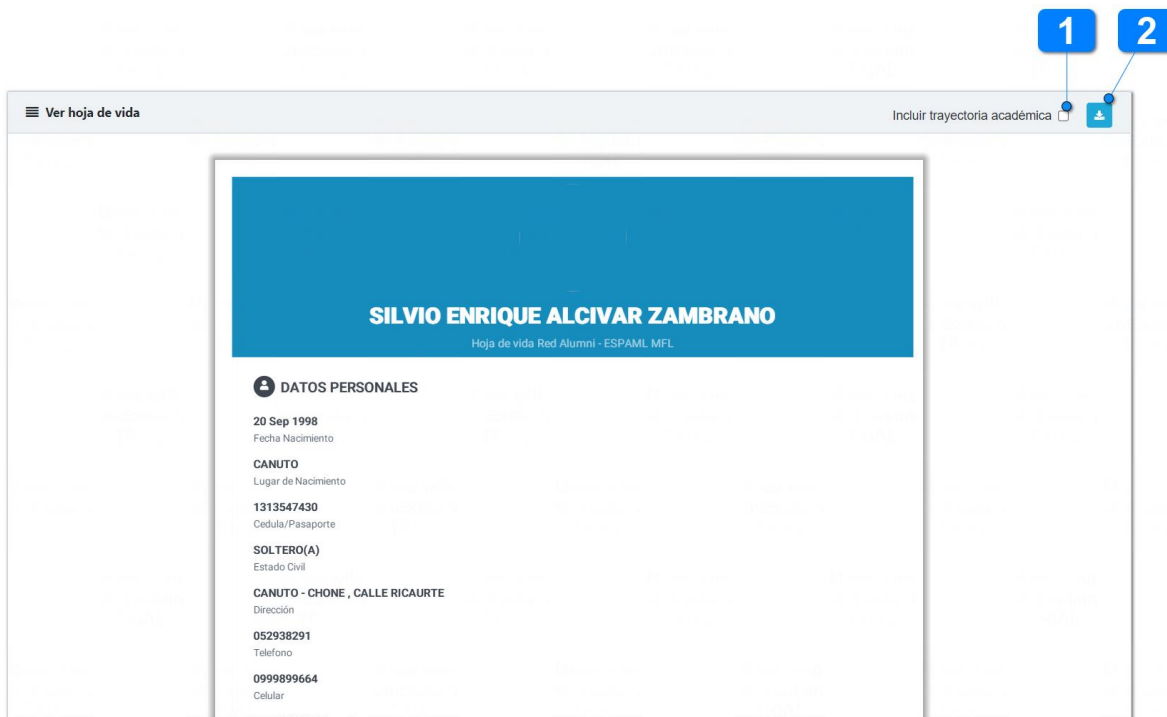 1 2
Ver hoja de vida Incluir trayectoria académica
SILVIO ENRIQUE ALCIVAR ZAMBRANO
Hoja de vida Red Alumni - ESPAML MFL
DATOS PERSONALES
20 Sep 1998
Fecha Nacimiento
CANUTO
Lugar de Nacimiento
1313547430
Cedula/Pasaporte
SOLTERO(A)
Estado Civil
CANUTO - CHONE , CALLE RICAURTE
Dirección
052938291
Telefono
0999899664
Celular